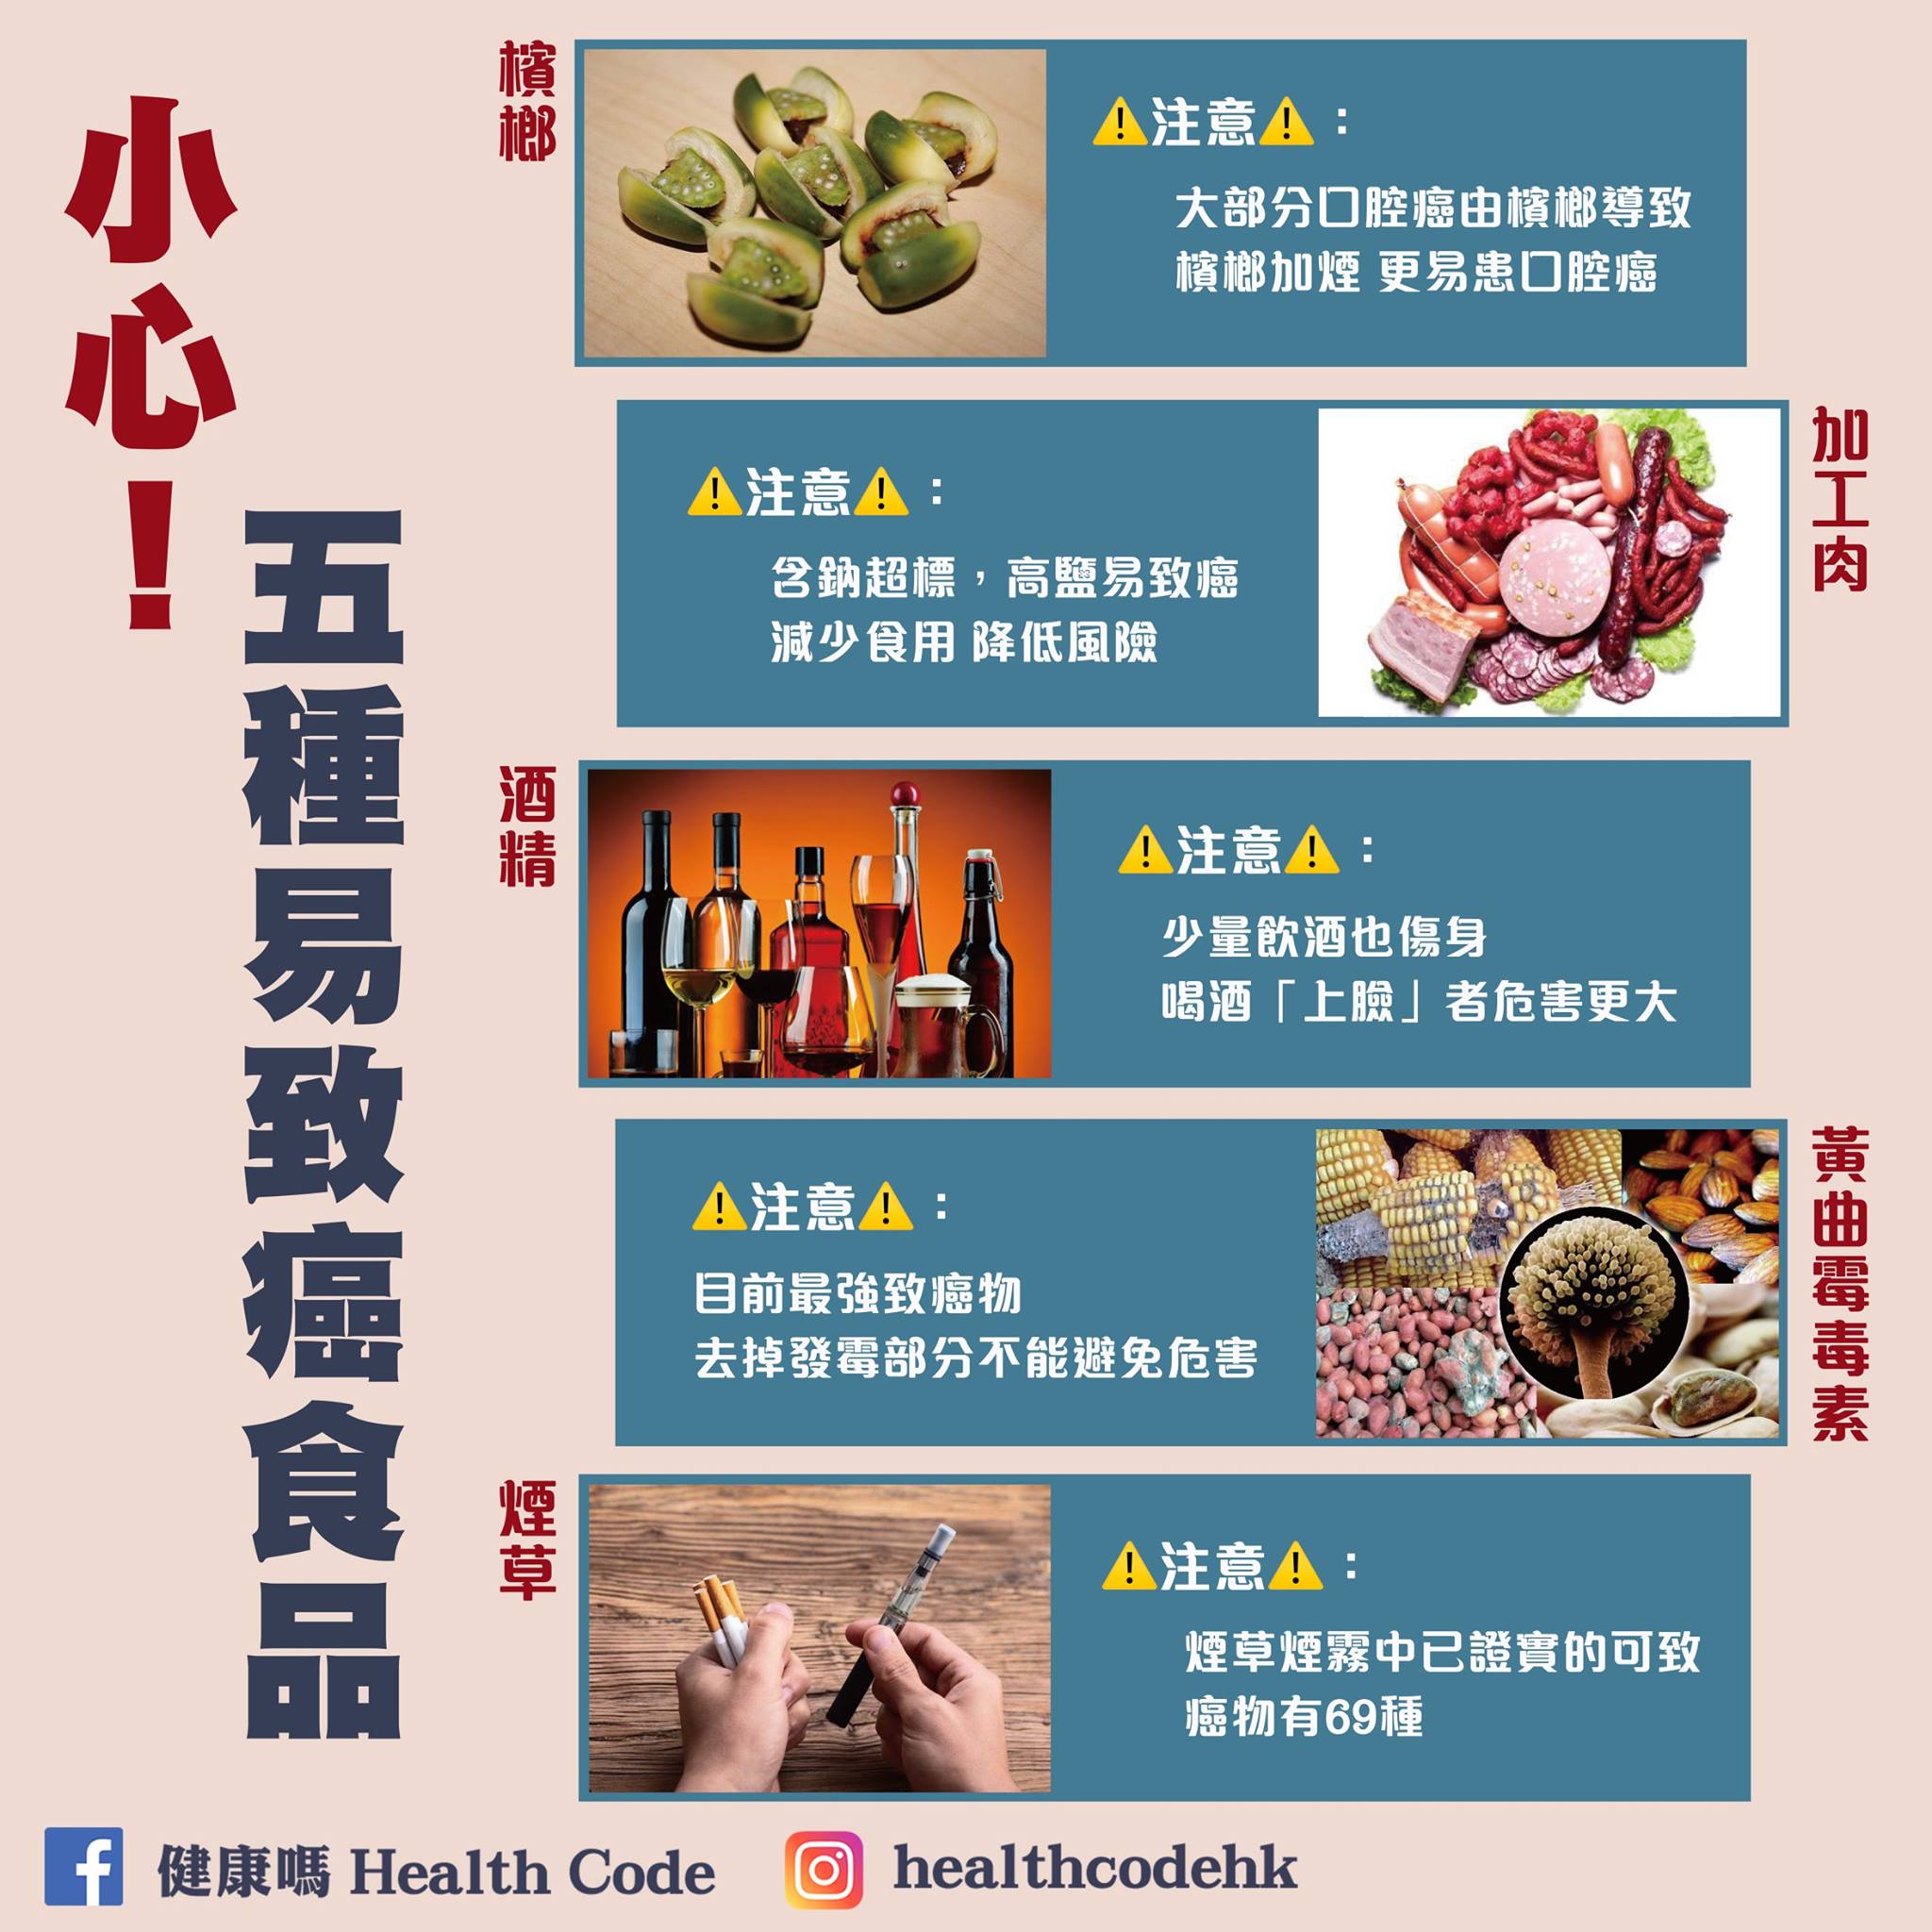 小心！
五種易致癌食品
檳榔
⚠️注意⚠️：
大部分口腔癌由檳榔導致
檳榔加煙 更易患口腔癌
加工肉
⚠️注意⚠️：
含鈉超標，高鹽易致癌
減少食用 降低風險
酒精
⚠️注意⚠️：
少量飲酒也傷身
喝酒「上臉」者危害更大
黃曲霉毒素
⚠️注意⚠️：
目前最強致癌物
去掉發霉部分不能避免危害
煙草
⚠️注意⚠️：
煙草煙霧中已證實的可致
癌物有69種
健康嗎 Health Code
healthcodehk